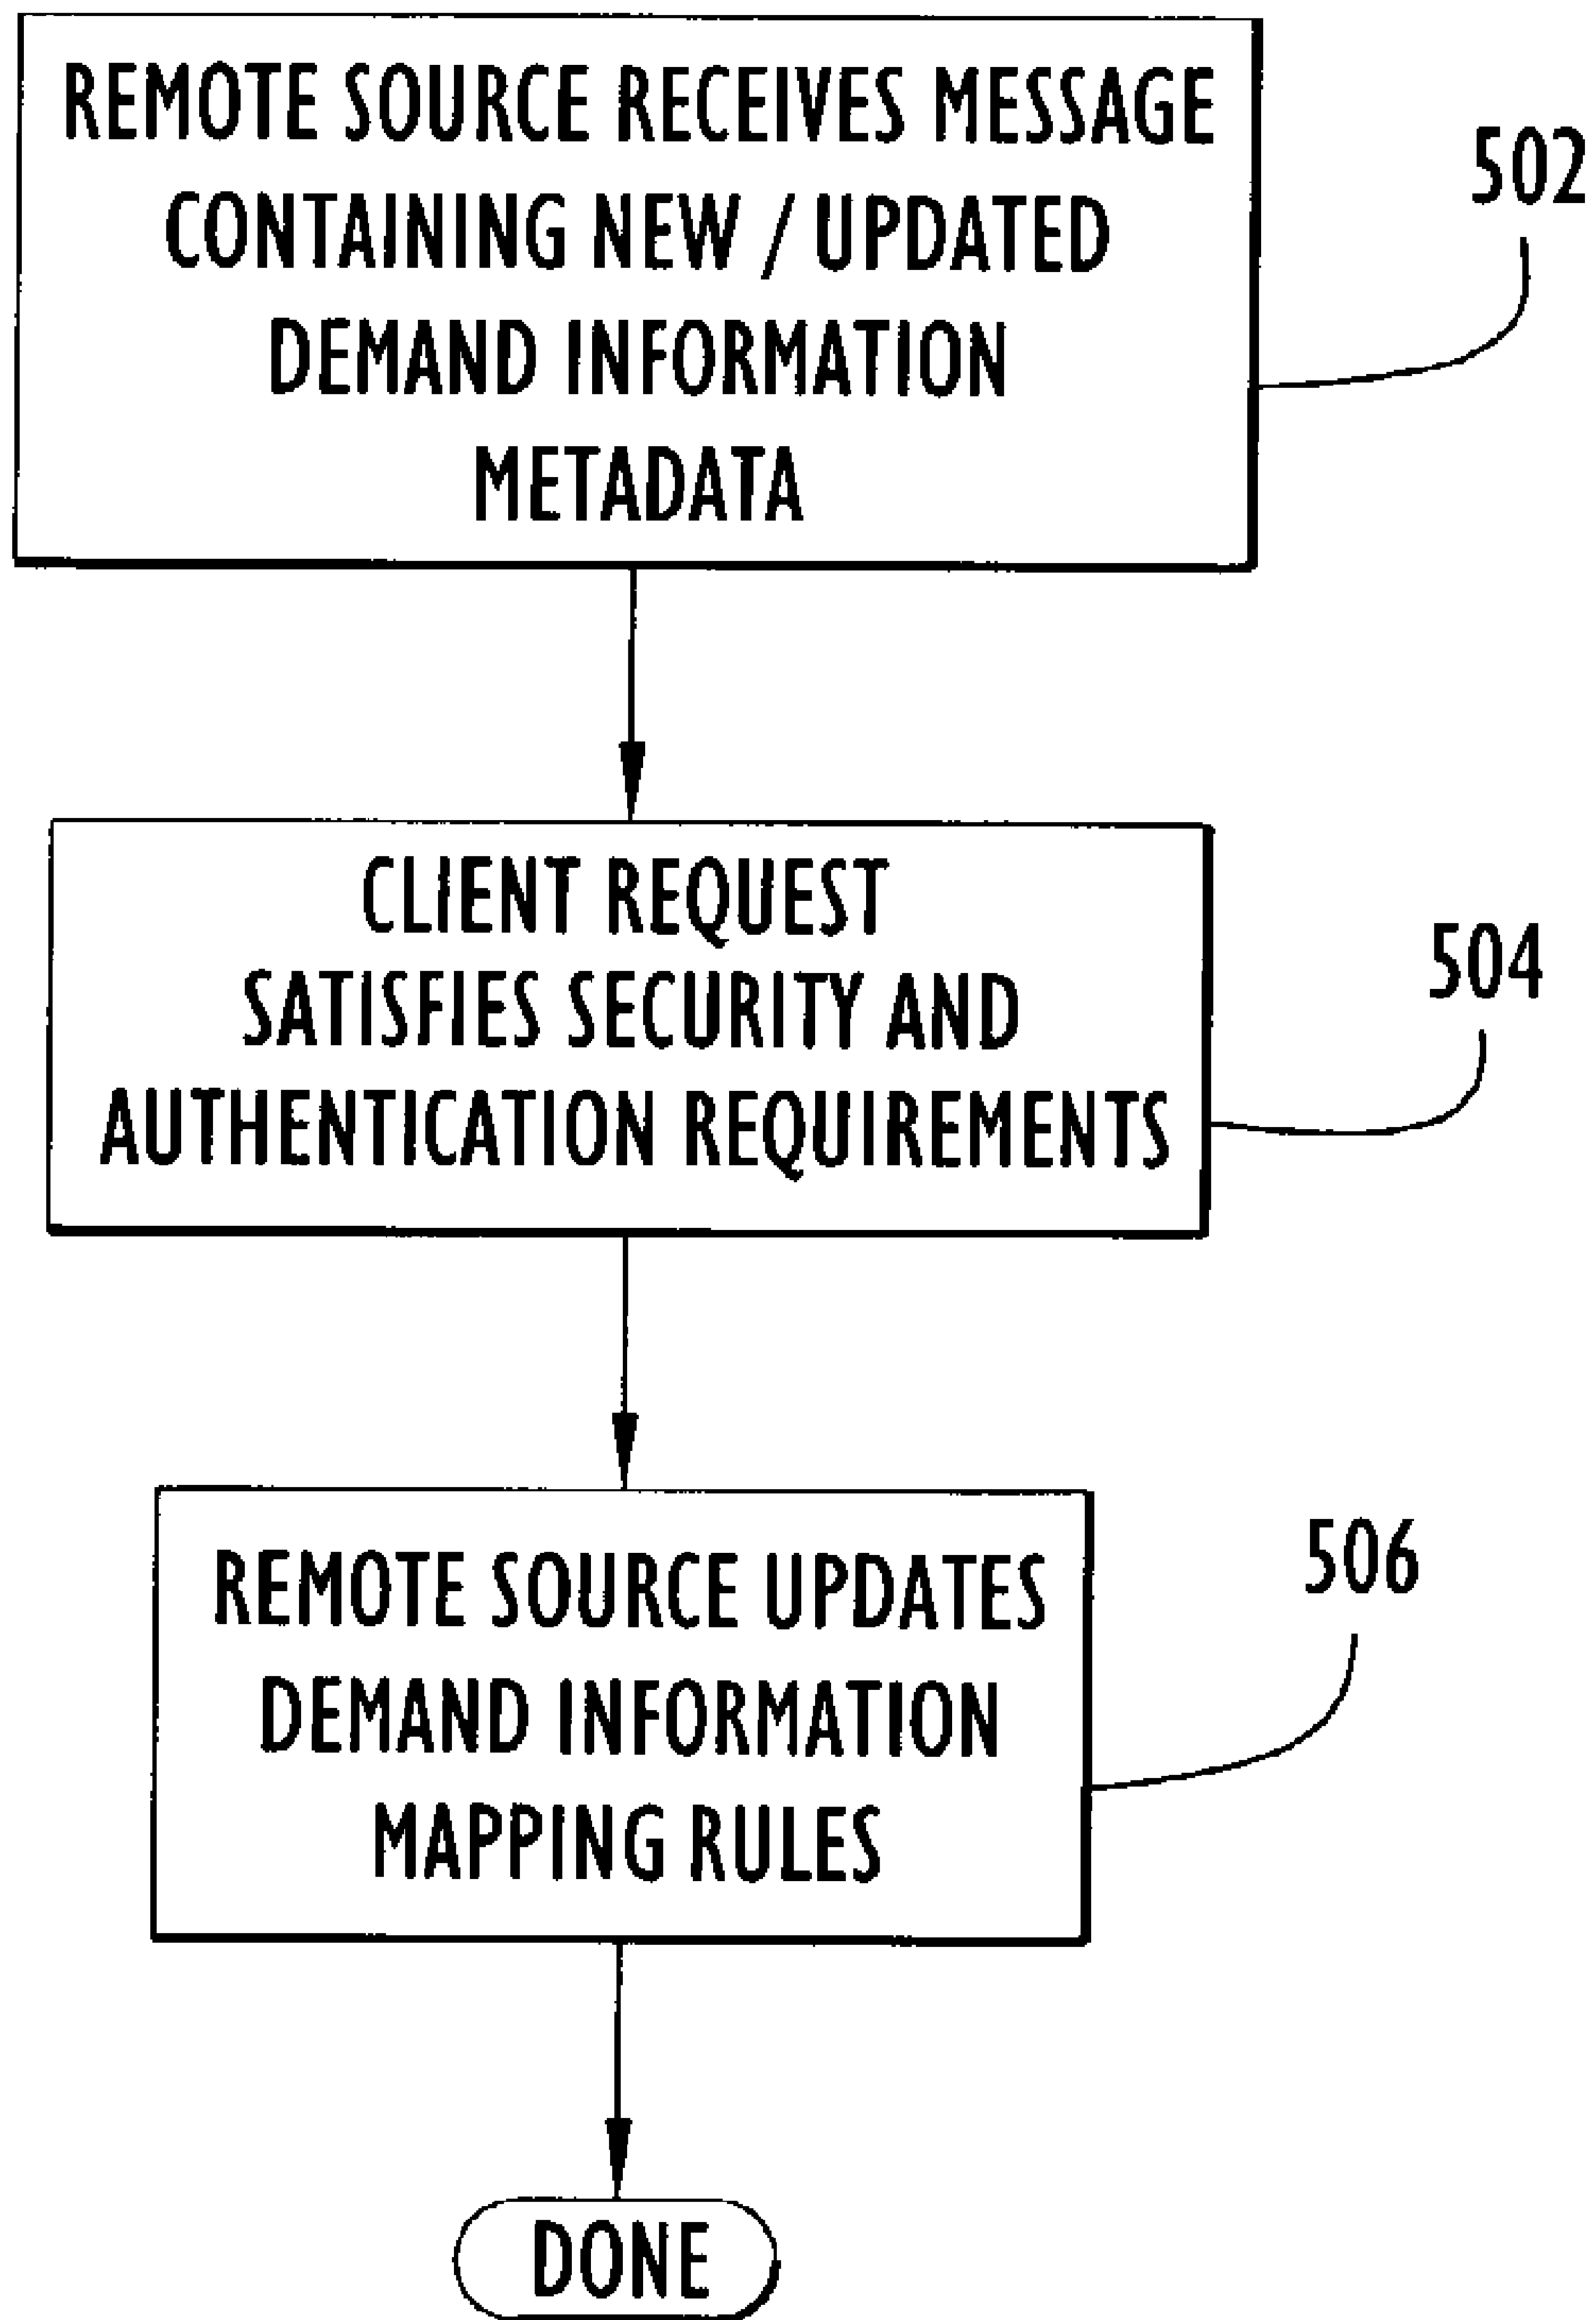 REMOTE SOURCE RECEIVES MESSAGE
CONTAINING NEW / UPDATED
DEMAND INFORMATION
METADATA
502
CLIENT REQUEST
SATISFIES SECURITY AND
AUTHENTICATION REQUIREMENTS
504
REMOTE SOURCE UPDATES
DEMAND INFORMATION
MAPPING RULES
506
DONE